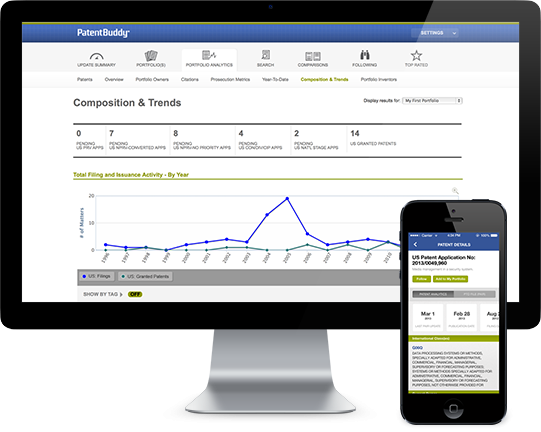 PatentBuddy
SETTINGS
UPDATE SUMMARY
PORTFOLIO(S)
PORTFOLIO ANALYTICS
SEARCH
COMPARISONS
FOLLOWING
TOP RATED
Patents
Overview
Portfolio Owners
Citations
Prosecution Metrics
Year-To-Date
Composition & Trends
Portfolio Inventors
Composition & Trends
Display results for:
My First Portfolio
0
7
8
4
2
14
PENDING
US PRV APPS
PENDING
US NPRV-CONVERTED APPS
PENDING
US NPRV-NO PRIORITY APPS
PENDING
US CON/DIV/CIP APPS
PENDING
US NAT'L STAGE APPS
US GRANTED PATENTS
Total Filing and Issuance Activity - By Year
# of Matters
20
10
0
1996
1997
1998
1999
2000
2001
2002
2003
2004
2005
2006
2007
2008
2009
2010
US Filings
US Granted Patents
SHOW BY TAG
OFF
Carrier
4:36 PM
PATENT DETAILS
US Patent Application No:
2013/0049,960
Follow
Add to My Portfolio
PATENT ANALYTICS
Mar 1
2012
Feb 28
2013
Aug 2
International Class(es)
G06Q
DATA PROCESSING SYSTEMS OR METHODS,
SPECIALLY ADAPTED FOR ADMINISTRATIVE,
COMMERCIAL, FINANCIAL, MANAGERIAL,
SUPERVISORY OR FORECASTING PURPOSES;
SYSTEMS OR METHODS SPECIALLY ADAPTED FOR
ADMINISTRATIVE, COMMERCIAL, FINANCIAL,
MANAGERIAL, SUPERVISORY OR FORECASTING
PURPOSES, NOT OTHERWISE PROVIDED FOR